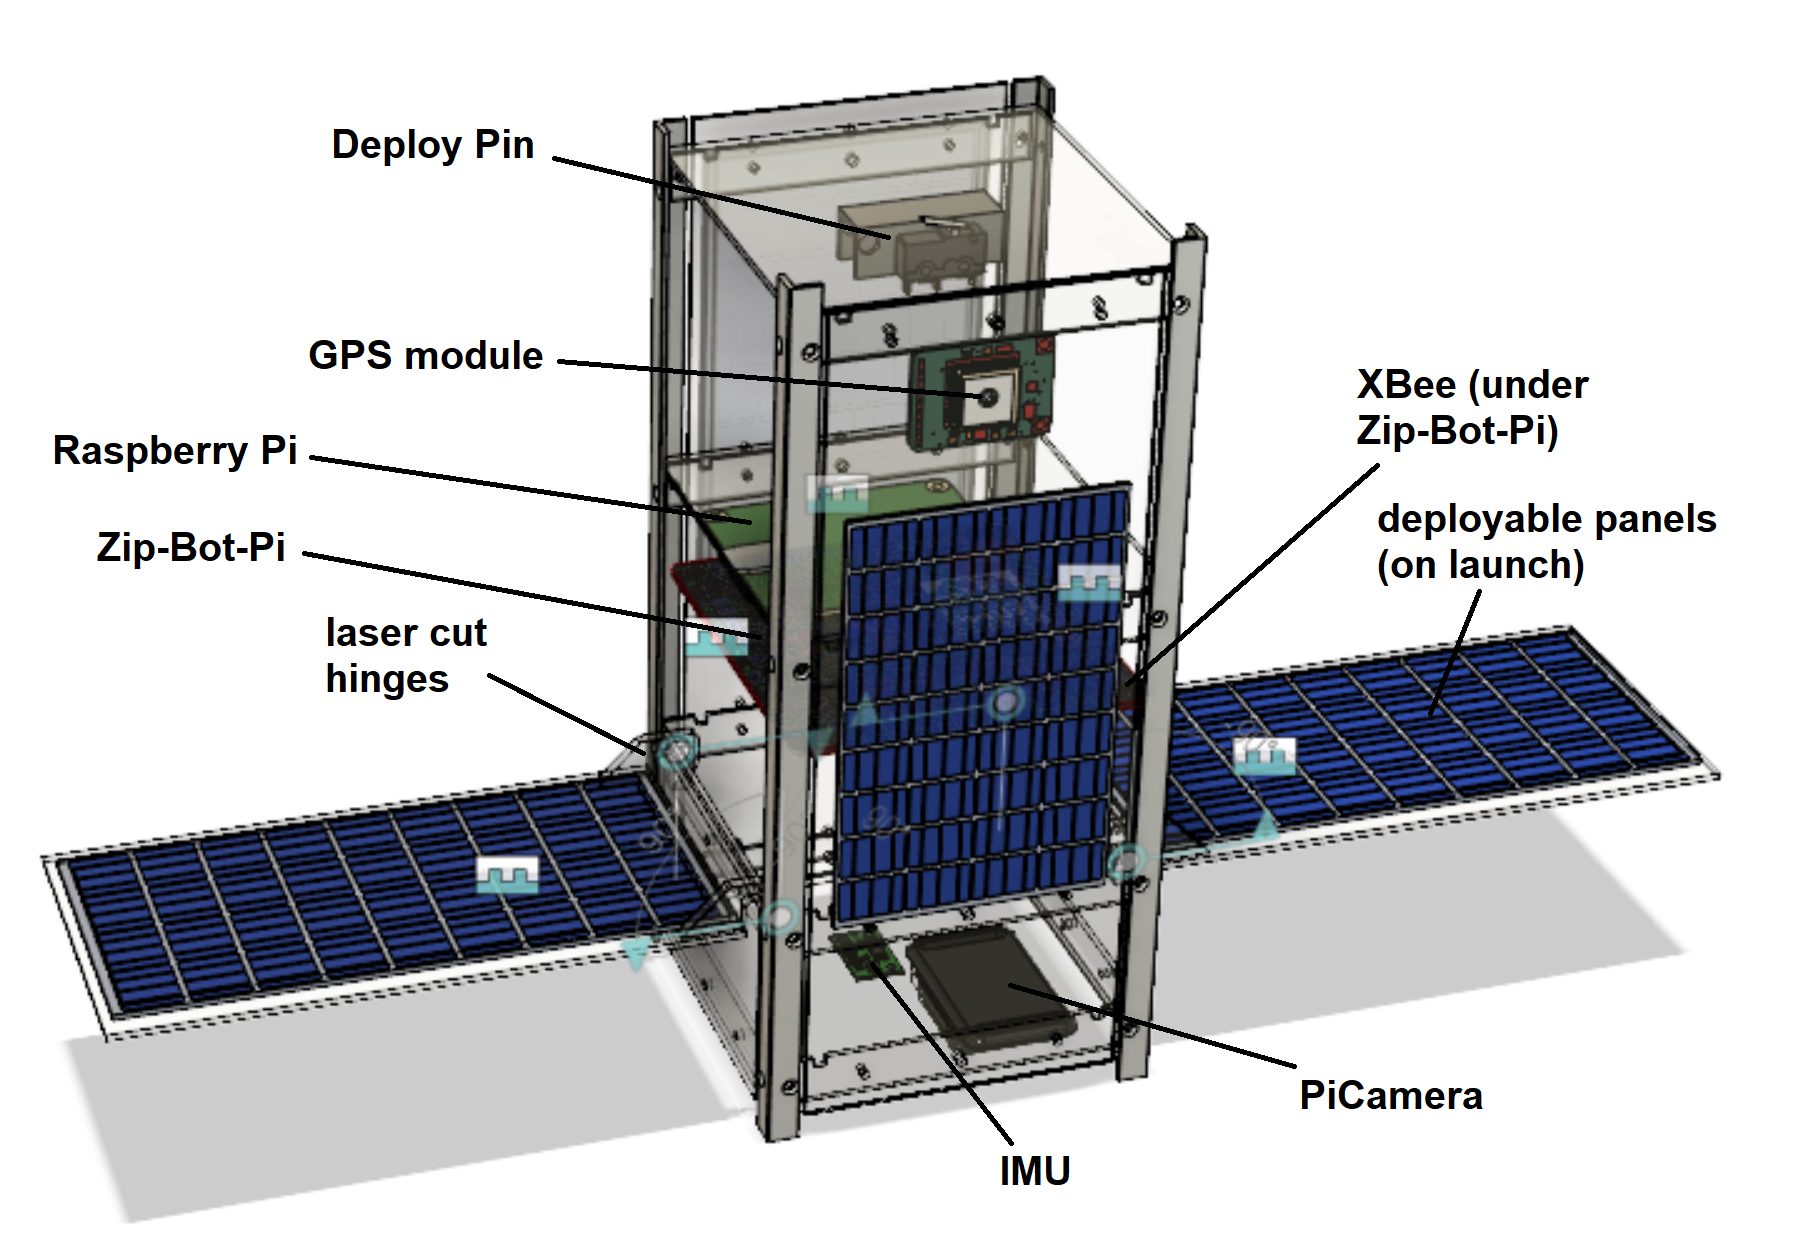 Deploy Pin
GPS module
Raspberry Pi
Zip-Bot-Pi
laser cut
hinges
XBee (under
Zip-Bot-Pi)
deployable panels
(on launch)
PiCamera
IMU